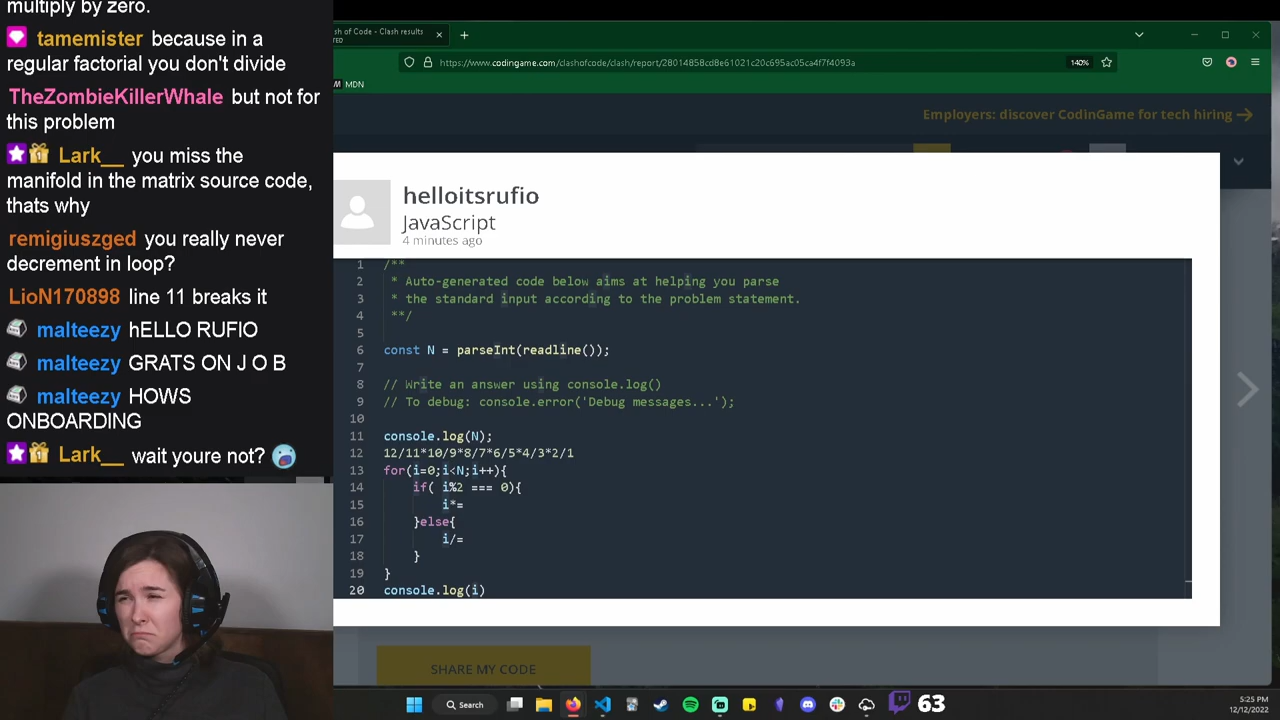 multiply by zero.
tamemister because in a
regular factorial you don't divide
TheZombieKillerWhale but not for
this problem
Lark__ you miss the
manifold in the matrix source code,
thats why
remigiuszged you really never
decrement in loop?
LioN170898 line 11 breaks it
malteezy hELLO RUFIO
malteezy GRATS ON J O B
malteezy HOWS
ONBOARDING
Lark__ wait youre not?
sh of Code - Clash results
https://www.codingame.com/clashofcode/clash/report/28014858cd8e61021c20c695ac05ca4f7f4093a
140%
MDN
Employers: discover CodinGame for tech hiring
helloitsrufio
JavaScript
4 minutes ago
1 /**
2 * Auto-generated code below aims at helping you parse
3 * the standard input according to the problem statement.
4 **/
5
6 const N = parseInt(readline());
7
8 // Write an answer using console.log()
9 // To debug: console.error('Debug messages...');
10
11 console.log(N);
12 12/11*10/9*8/7*6/5*4/3*2/1
13 for(i=0;i<N;i++){
14 if( i%2 === 0){
15 i*=
16 }else{
17 i/=
18 }
19 }
20 console.log(i)
SHARE MY CODE
Search
63
5:25 PM
12/12/2022